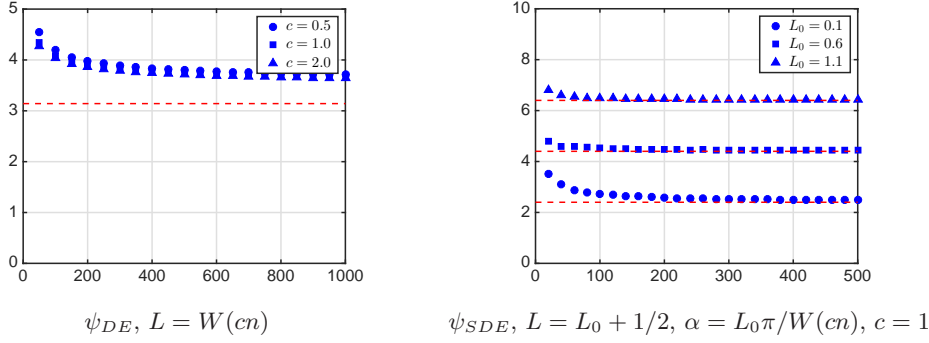 5
4
3
2
1
0
0 200 400 600 800 1000
c = 0.5
c = 1.0
c = 2.0
ψ_{DE}, L = W(cn)
10
8
6
4
2
0
0 100 200 300 400 500
L_0 = 0.1
L_0 = 0.6
L_0 = 1.1
ψ_{SDE}, L = L_0 + 1/2, α = L_0π/W(cn), c = 1